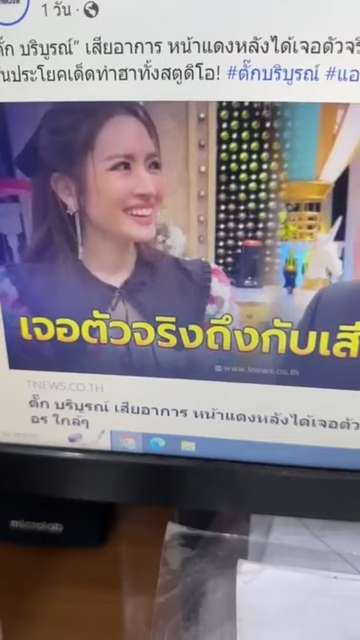 1 วัน ·
ตั๊ก บริบูรณ์" เสียอาการ หน้าแดงหลังได้เจอตัวจริ
ประโยคเด็ดทำฮาทั้งสตูดิโอ! #ตั๊กบริบูรณ์ #แอ
เจอตัวจริงถึงกับเสี
www.tnews.co.th
TNEWS.CO.TH
ตั๊ก บริบูรณ์ เสียอาการ หน้าแดงหลังได้เจอตัว
อร ใกล้ๆ
microlab